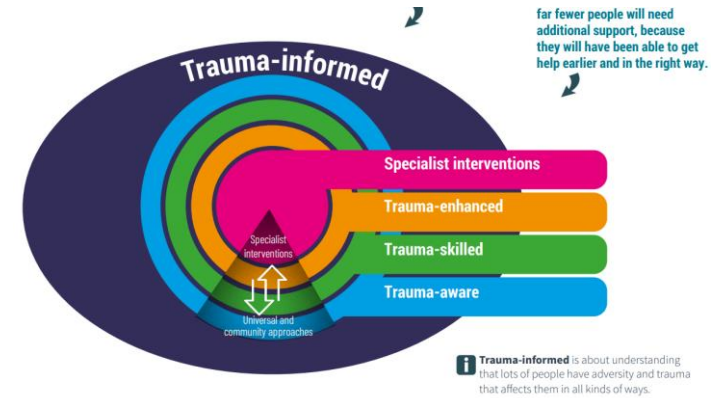 far fewer people will need
additional support, because
they will have been able to get
help earlier and in the right way.
Trauma-informed
Specialist interventions
Trauma-enhanced
Trauma-skilled
Trauma-aware
Specialist
interventions
Universal and
community approaches
i Trauma-informed is about understanding
that lots of people have adversity and trauma
that affects them in all kinds of ways.